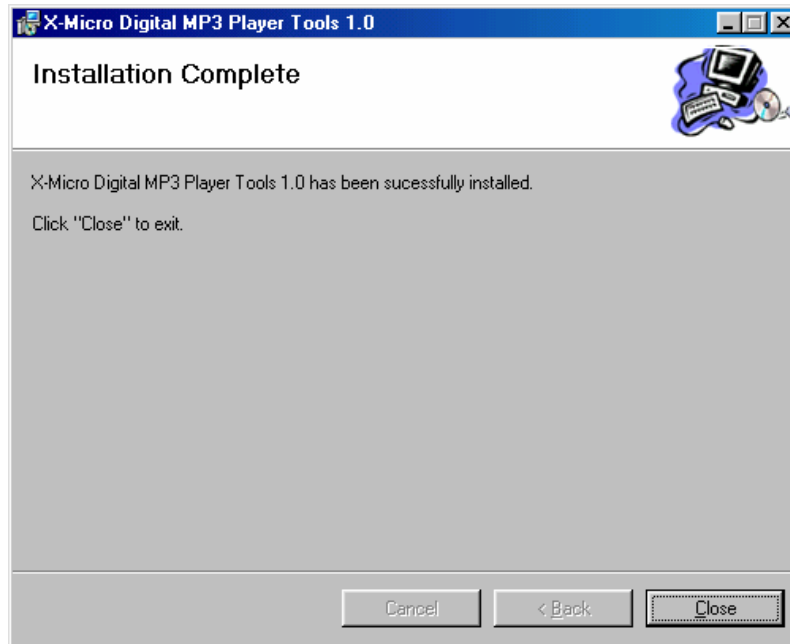 X-Micro Digital MP3 Player Tools 1.0
Installation Complete
X-Micro Digital MP3 Player Tools 1.0 has been sucessfully installed.
Click "Close" to exit.
Cancel
< Back
Close